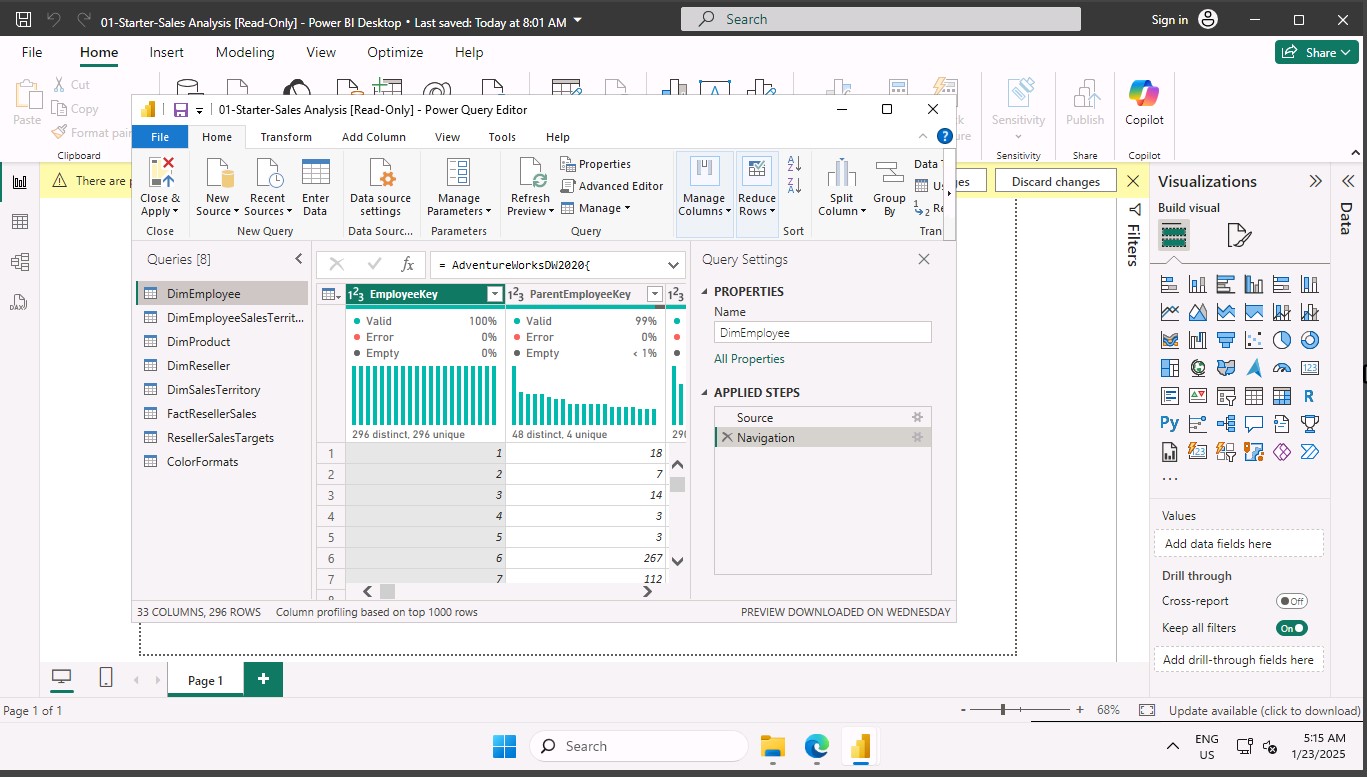 01-Starter-Sales Analysis [Read-Only] - Power BI Desktop • Last saved: Today at 8:01 AM
Search
Sign in
File Home Insert Modeling View Optimize Help
Share
Paste
Cut
Copy
Format pain
Clipboard
Sensitivity
Publish
Copilot
Sensitivity
Share
Copilot
There are p
Discard changes
01-Starter-Sales Analysis [Read-Only] - Power Query Editor
File Home Transform Add Column View Tools Help
Close & Apply
New Source
Recent Sources
Enter Data
Data source settings
Manage Parameters
Refresh Preview
Properties
Advanced Editor
Manage
Manage Columns
Reduce Rows
Split Column
Group By
Data T
Us
Re
Close
New Query
Data Sourc...
Parameters
Query
Sort
Tran
Queries [8]
DimEmployee
DimEmployeeSalesTerrit...
DimProduct
DimReseller
DimSalesTerritory
FactResellerSales
ResellerSalesTargets
ColorFormats
fx
= AdventureWorksDW2020{
1²3 EmployeeKey
1²3 ParentEmployeeKey
1²3
Valid 100%
Error 0%
Empty 0%
296 distinct, 296 unique
Valid 99%
Error 0%
Empty < 1%
48 distinct, 4 unique
290
1 1 18
2 2 7
3 3 14
4 4 3
5 5 3
6 6 267
7 7 112
Query Settings
PROPERTIES
Name
DimEmployee
All Properties
APPLIED STEPS
Source
Navigation
33 COLUMNS, 296 ROWS
Column profiling based on top 1000 rows
PREVIEW DOWNLOADED ON WEDNESDAY
Filters
Visualizations
Build visual
123
R
Py
123
...
Values
Add data fields here
Drill through
Cross-report
Off
Keep all filters
On
Add drill-through fields here
Data
DAX
Page 1
Page 1 of 1
- + 68%
Update available (click to download)
Search
ENG
US
5:15 AM
1/23/2025